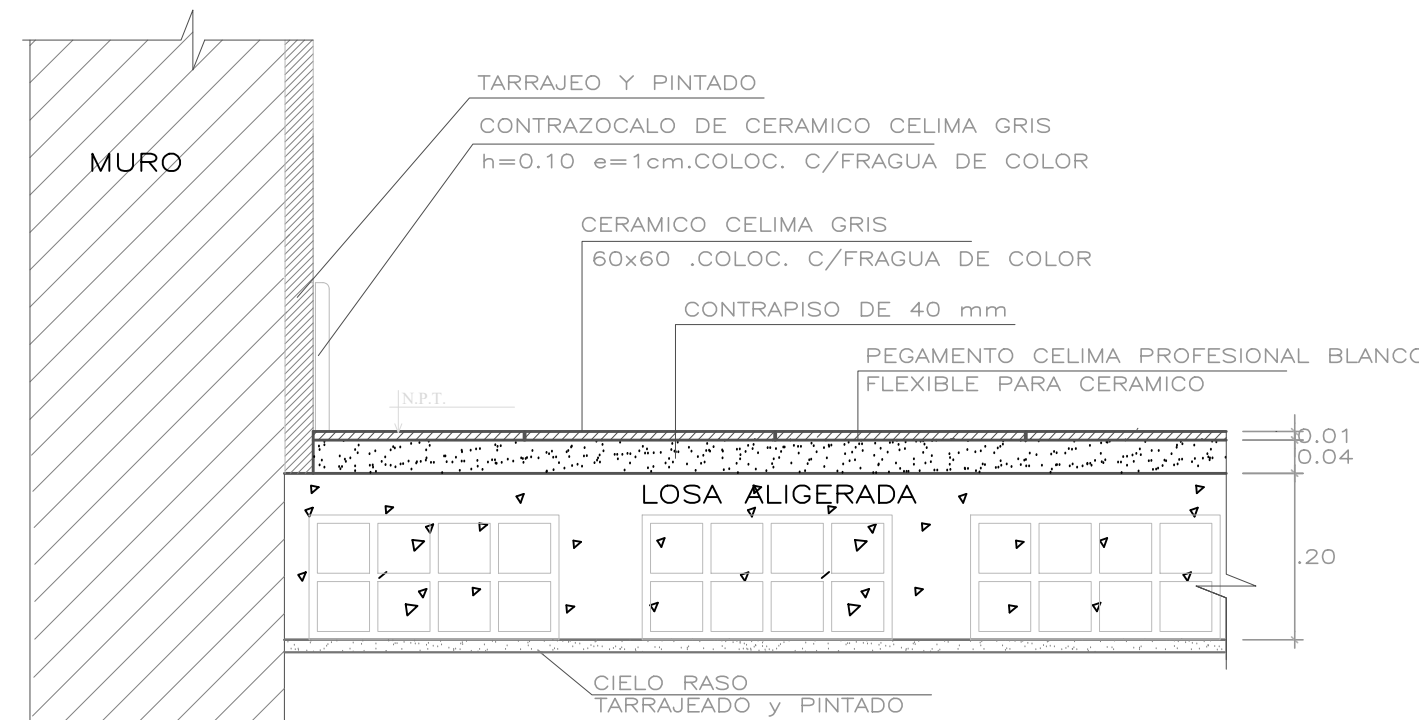 TARRAJEO Y PINTADO
CONTRAZOCALO DE CERAMICO CELIMA GRIS
h=0.10 e=1cm.COLOC. C/FRAGUA DE COLOR
MURO
CERAMICO CELIMA GRIS
60x60 .COLOC. C/FRAGUA DE COLOR
CONTRAPISO DE 40 mm
PEGAMENTO CELIMA PROFESIONAL BLANCO
FLEXIBLE PARA CERAMICO
N.P.T.
0.01
0.04
LOSA ALIGERADA
.20
CIELO RASO
TARRAJEADO y PINTADO